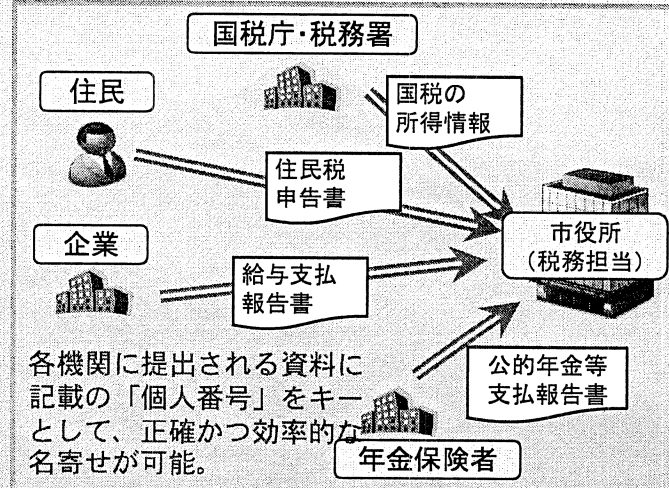 国税庁・税務署
住民
国税の
所得情報
住民税
申告書
企業
市役所
（税務担当）
給与支払
報告書
公的年金等
支払報告書
各機関に提出される資料に
記載の「個人番号」をキー
として、正確かつ効率的な
名寄せが可能。
年金保険者